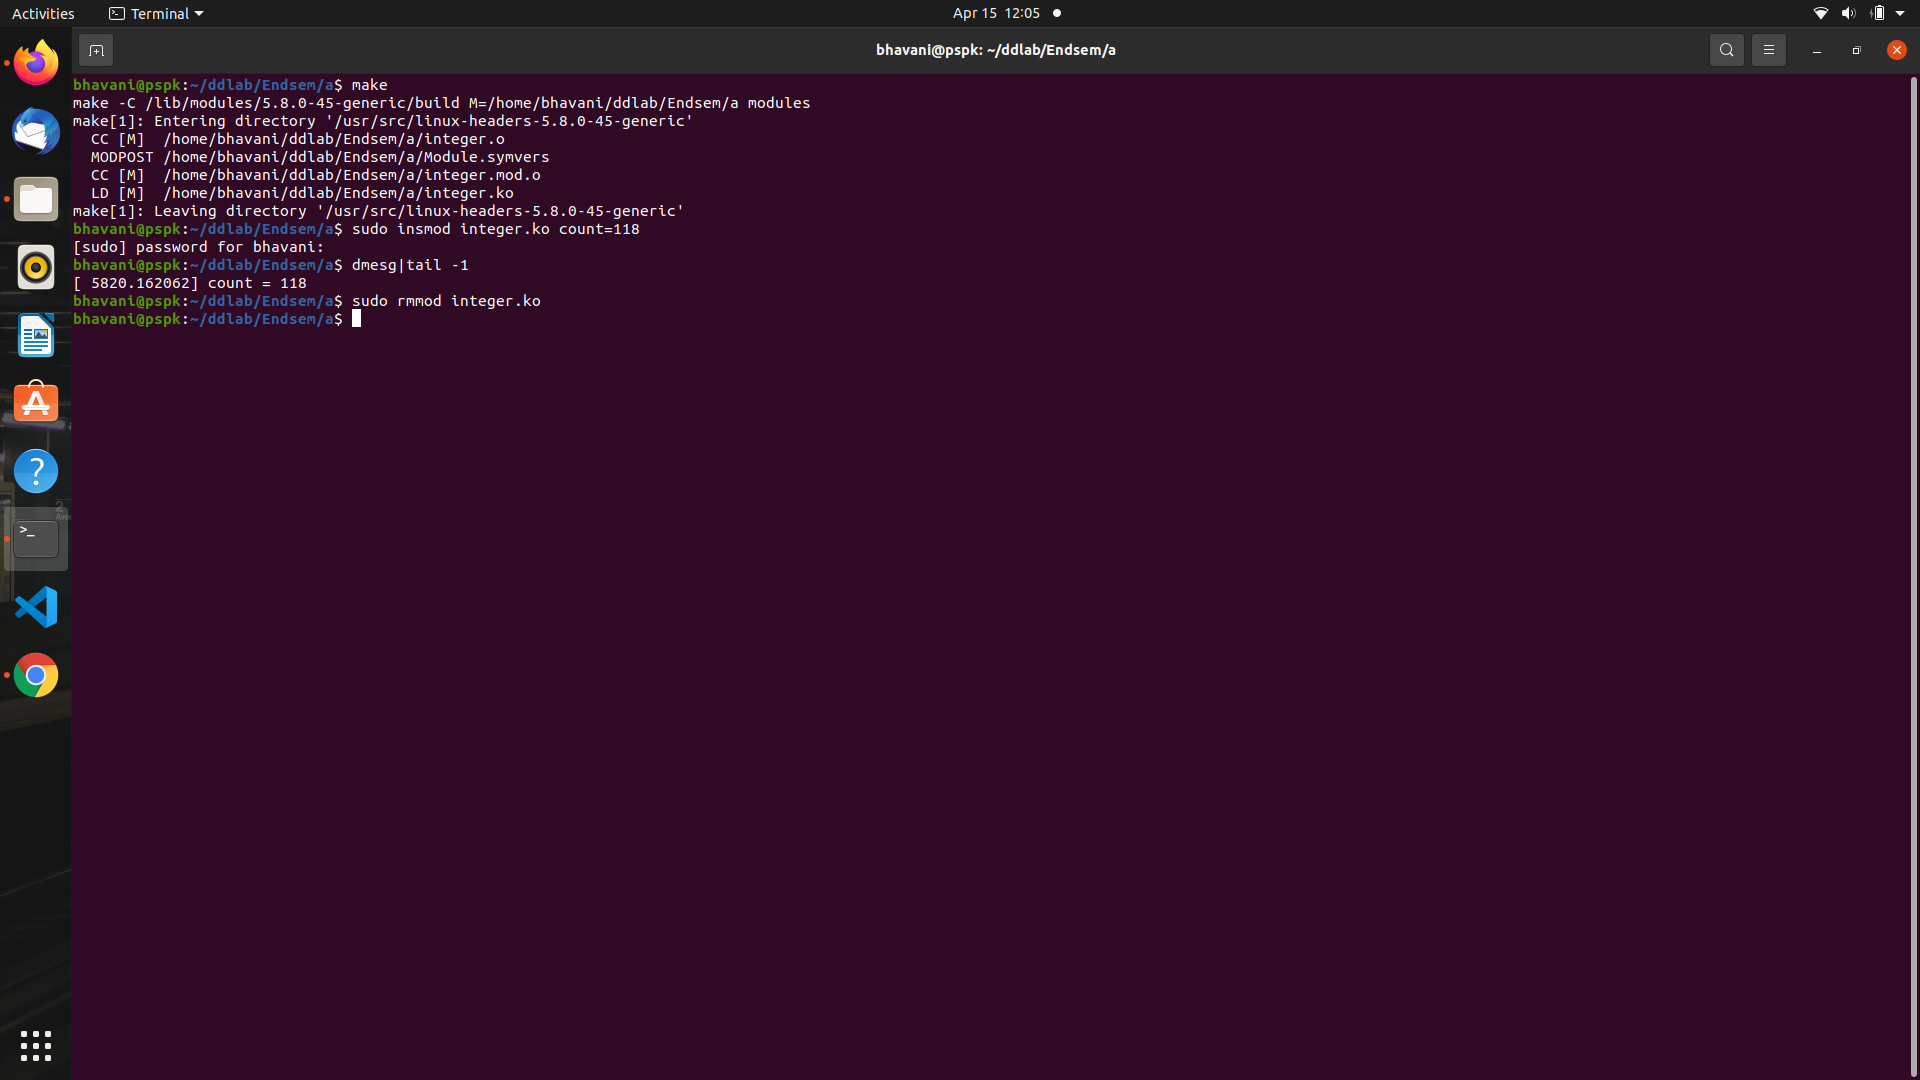 Activities
Terminal
Apr 15 12:05
bhavani@pspk: ~/ddlab/Endsem/a
bhavani@pspk:~/ddlab/Endsem/a$ make
make -C /lib/modules/5.8.0-45-generic/build M=/home/bhavani/ddlab/Endsem/a modules
make[1]: Entering directory '/usr/src/linux-headers-5.8.0-45-generic'
  CC [M]  /home/bhavani/ddlab/Endsem/a/integer.o
  MODPOST /home/bhavani/ddlab/Endsem/a/Module.symvers
  CC [M]  /home/bhavani/ddlab/Endsem/a/integer.mod.o
  LD [M]  /home/bhavani/ddlab/Endsem/a/integer.ko
make[1]: Leaving directory '/usr/src/linux-headers-5.8.0-45-generic'
bhavani@pspk:~/ddlab/Endsem/a$ sudo insmod integer.ko count=118
[sudo] password for bhavani:
bhavani@pspk:~/ddlab/Endsem/a$ dmesg|tail -1
[ 5820.162062] count = 118
bhavani@pspk:~/ddlab/Endsem/a$ sudo rmmod integer.ko
bhavani@pspk:~/ddlab/Endsem/a$